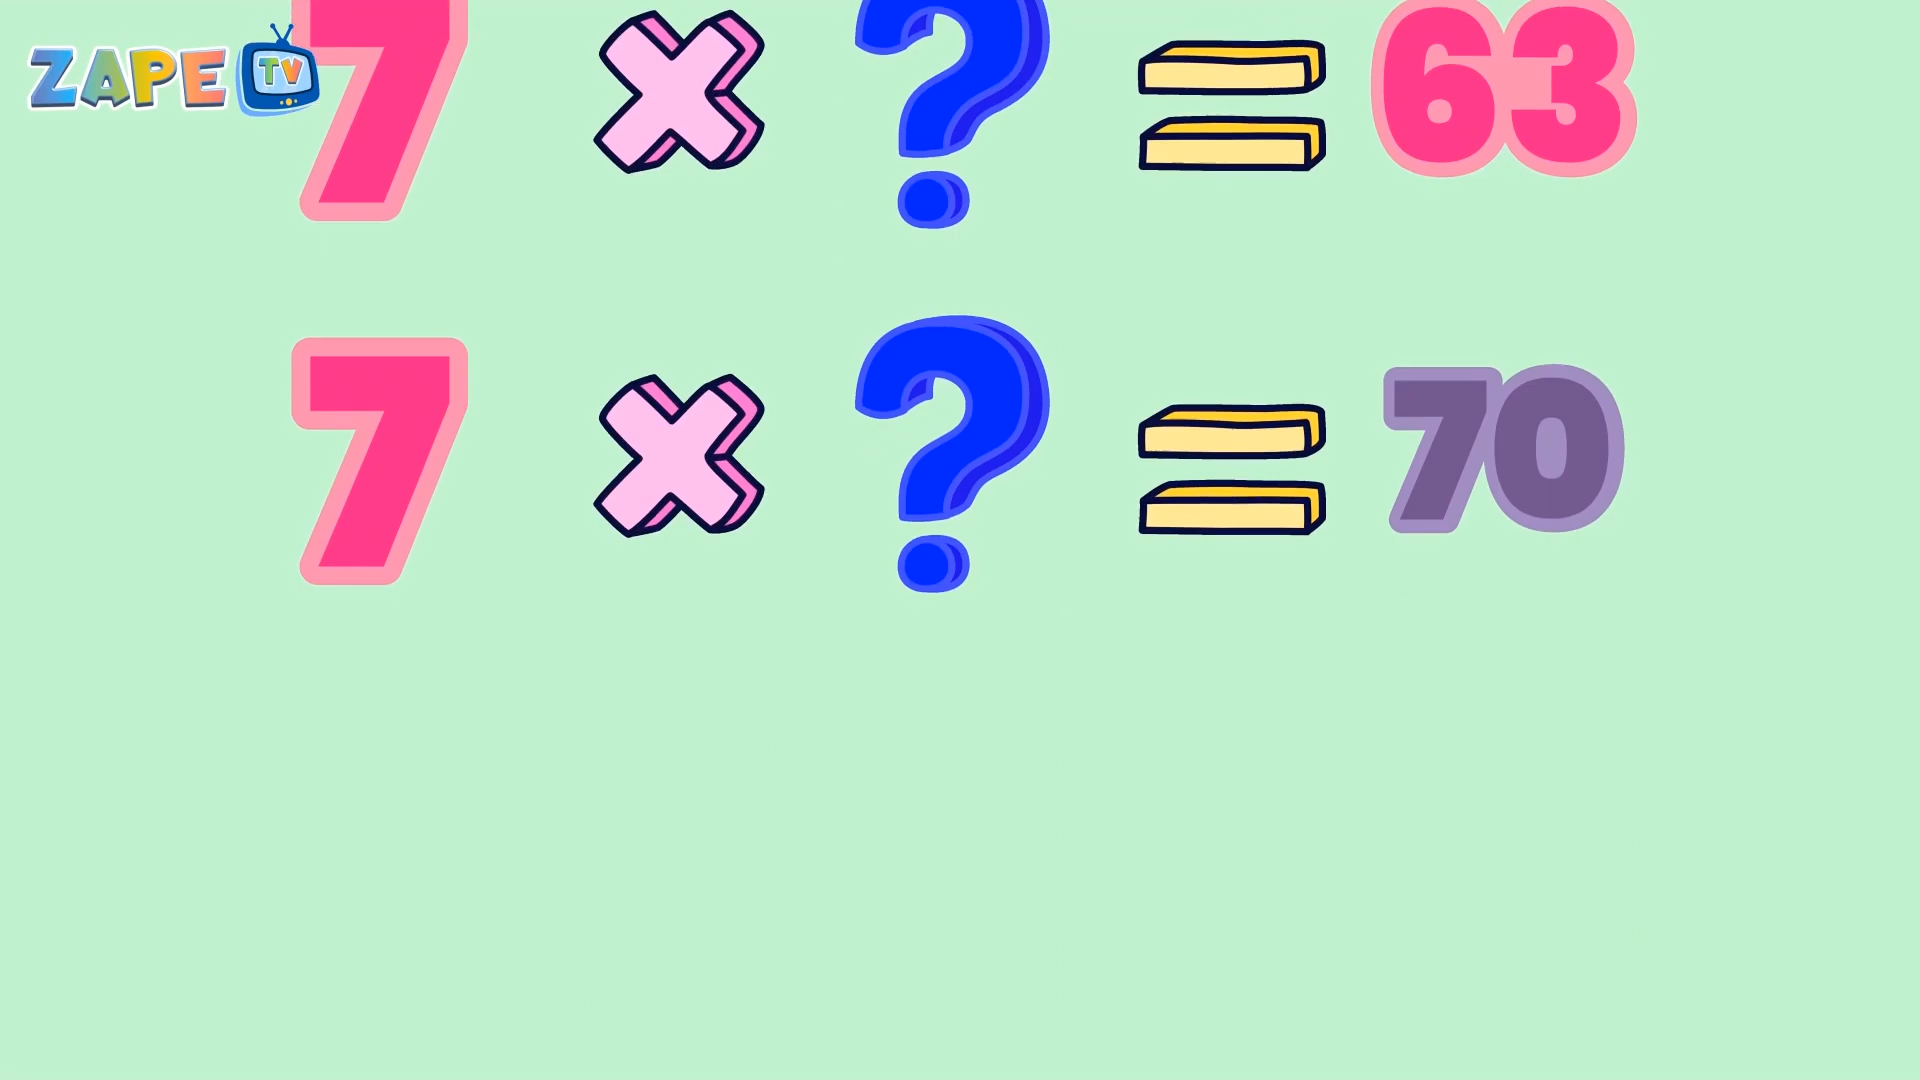 ZAPE TV
7 × ? = 63
7 × ? = 70